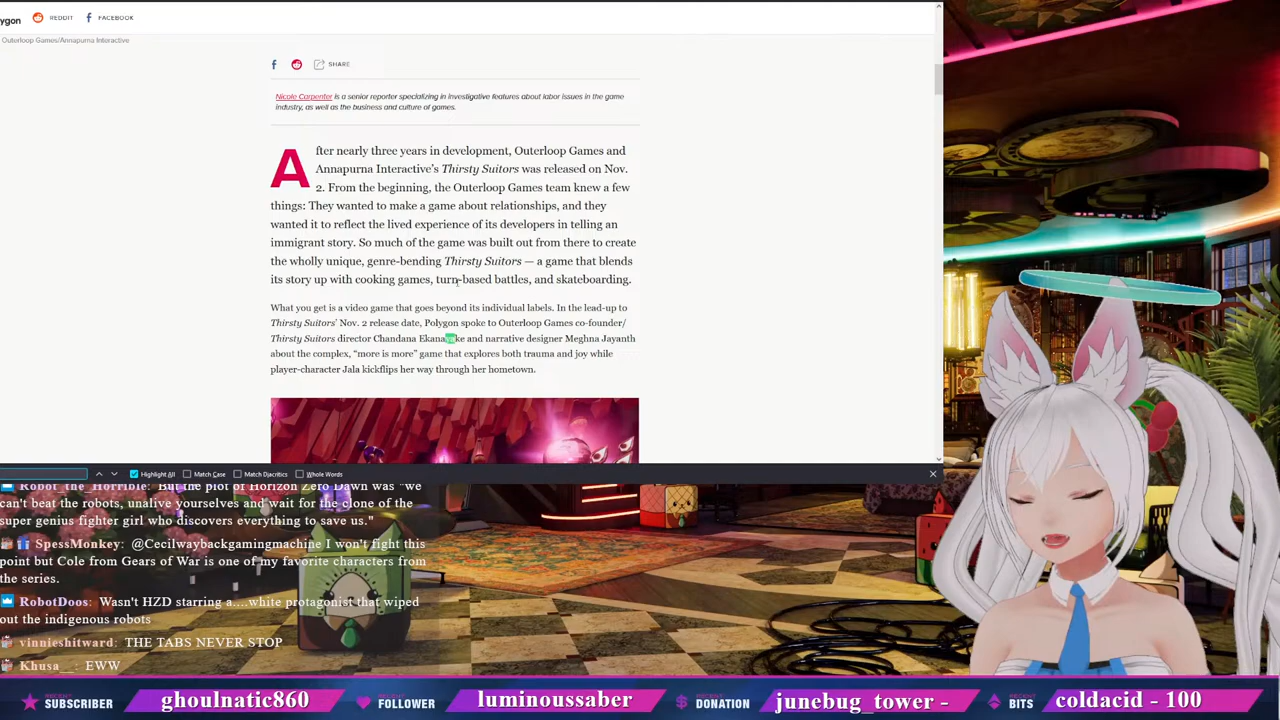 ygon REDDIT FACEBOOK
Outerloop Games/Annapurna Interactive
SHARE
Nicole Carpenter is a senior reporter specializing in investigative features about labor issues in the game
industry, as well as the business and culture of games.
After nearly three years in development, Outerloop Games and
Annapurna Interactive's Thirsty Suitors was released on Nov.
2. From the beginning, the Outerloop Games team knew a few
things: They wanted to make a game about relationships, and they
wanted it to reflect the lived experience of its developers in telling an
immigrant story. So much of the game was built out from there to create
the wholly unique, genre-bending Thirsty Suitors — a game that blends
its story up with cooking games, turn-based battles, and skateboarding.
What you get is a video game that goes beyond its individual labels. In the lead-up to
Thirsty Suitors' Nov. 2 release date, Polygon spoke to Outerloop Games co-founder/
Thirsty Suitors director Chandana and narrative designer Meghna Jayanth
about the complex, “more is more” game that explores both trauma and joy while
player-character Jala kickflips her way through her hometown.
Highlight All Match Case Match Diacritics Whole Words
Robot_the_Horrible: But the plot of Horizon Zero Dawn was "we
can't beat the robots, unalive yourselves and wait for the clone of the
super genius fighter girl who discovers everything to save us."
SpessMonkey: @Cecilwaybackgamingmachine I won't fight this
point but Cole from Gears of War is one of my favorite characters from
the series.
RobotDoos: Wasn't HZD starring a....white protagonist that wiped
out the indigenous robots
vinnieshitward: THE TABS NEVER STOP
Khusa__: EWW
RECENT SUBSCRIBER ghoulnatic860 RECENT FOLLOWER luminoussaber RECENT DONATION junebug_tower - RECENT BITS coldacid - 100